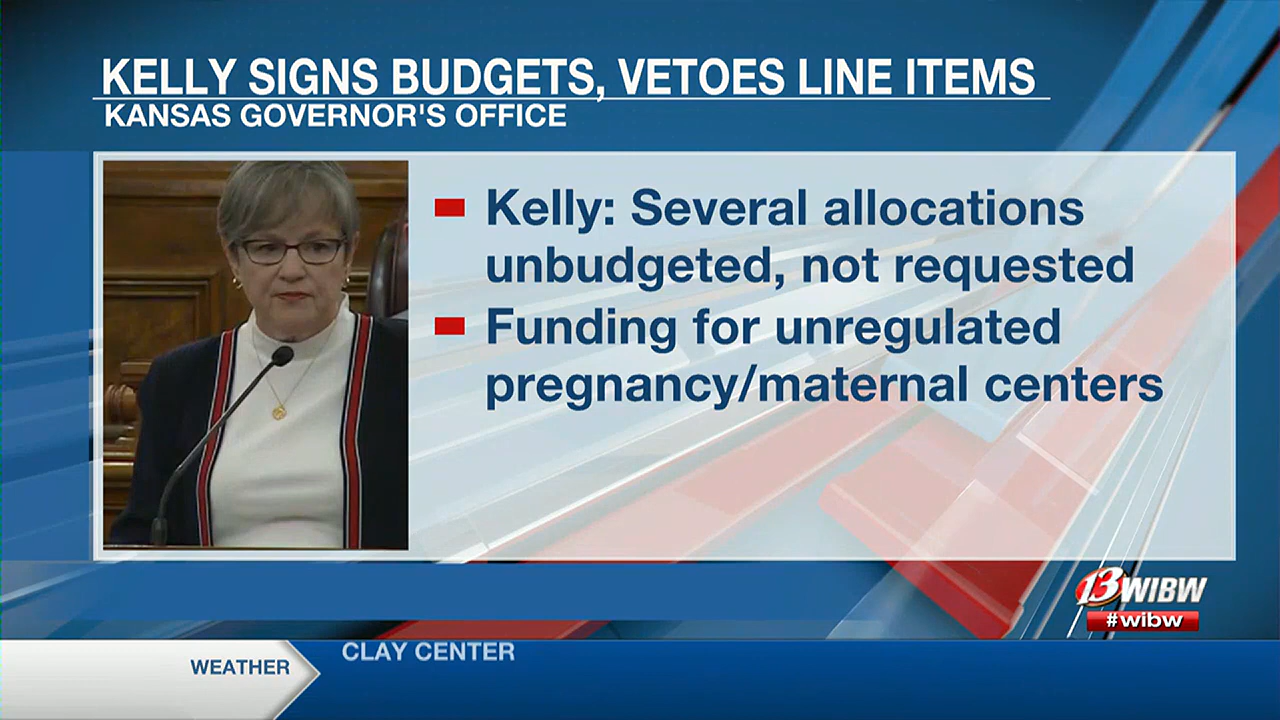 KELLY SIGNS BUDGETS, VETOES LINE ITEMS
KANSAS GOVERNOR'S OFFICE
Kelly: Several allocations
unbudgeted, not requested
Funding for unregulated
pregnancy/maternal centers
13 WIBW
#wibw
WEATHER
CLAY CENTER